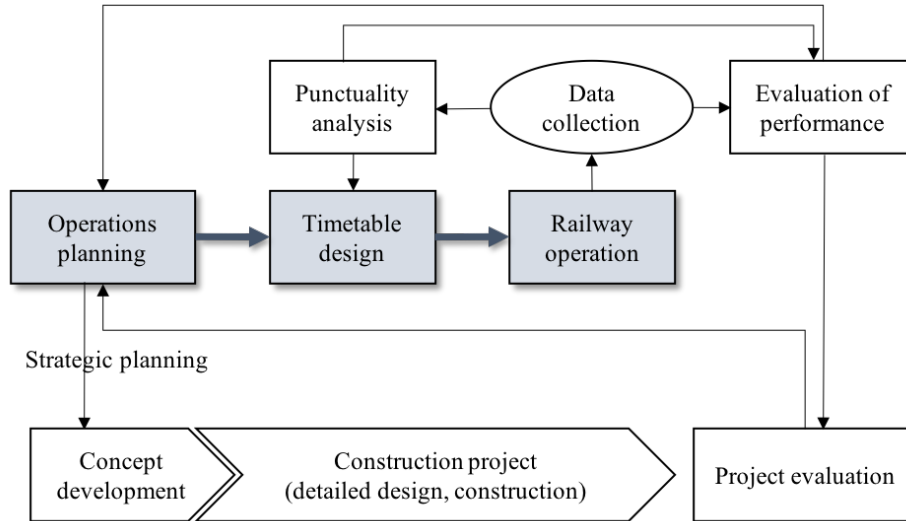 Punctuality
analysis
Data
collection
Evaluation of
performance
Operations
planning
Timetable
design
Railway
operation
Strategic planning
Concept
development
Construction project
(detailed design, construction)
Project evaluation